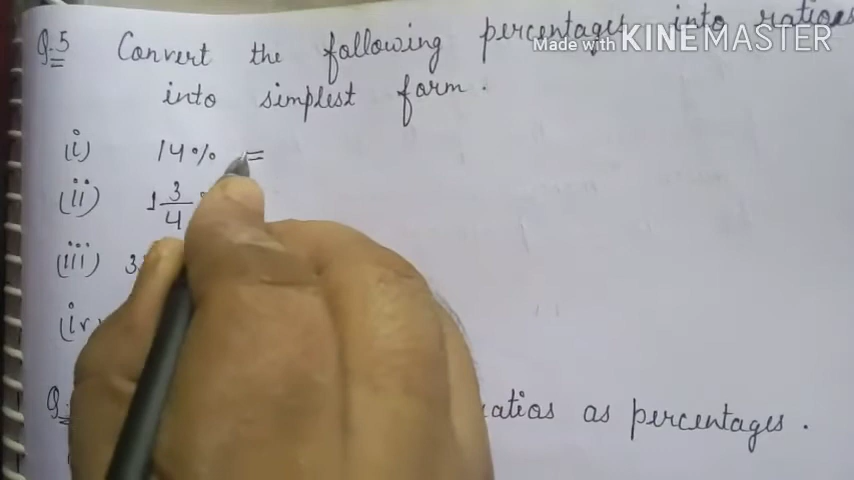 Q.5 Convert the following percentages into ratios
into simplest form.
Made with KINEMASTER
(i) 14% =
(ii) 1 3/4
(iii) 3
(iv)
Q. ratios as percentages.